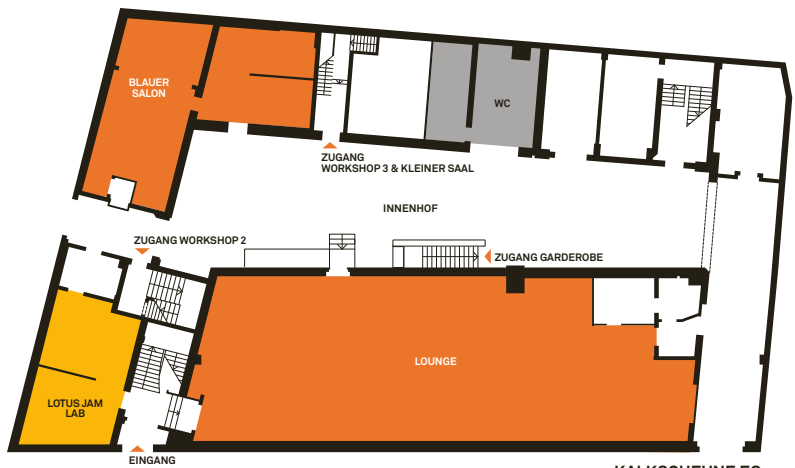 BLAUER
SALON
WC
ZUGANG
WORKSHOP 3 & KLEINER SAAL
INNENHOF
ZUGANG WORKSHOP 2
ZUGANG GARDEROBE
LOUNGE
LOTUS JAM
LAB
EINGANG